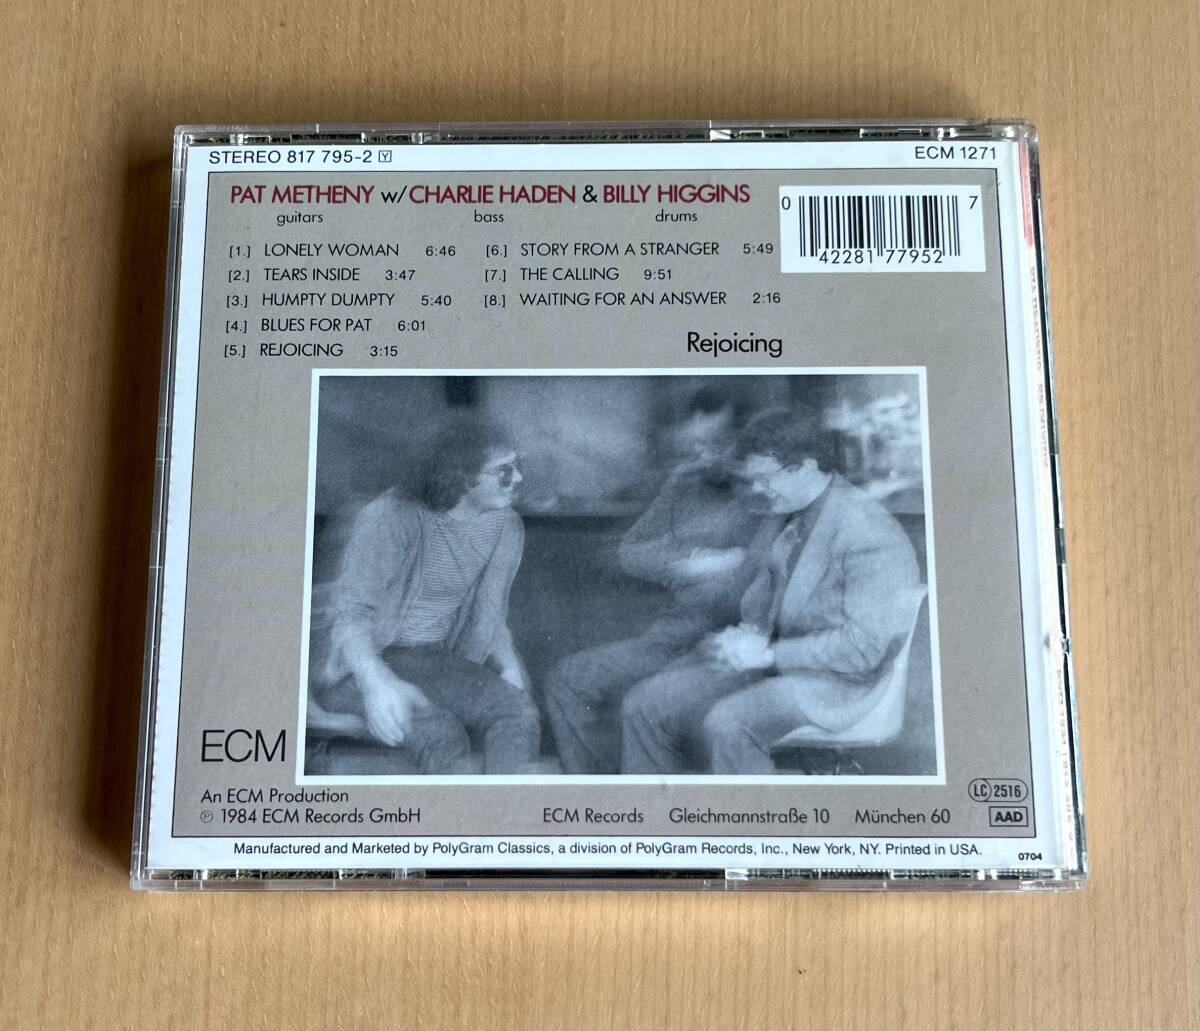 STEREO 817 795-2 Y
ECM 1271
PAT METHENY w/ CHARLIE HADEN & BILLY HIGGINS
guitars bass drums
0 42281 77952 7
[1.] LONELY WOMAN 6:46
[2.] TEARS INSIDE 3:47
[3.] HUMPTY DUMPTY 5:40
[4.] BLUES FOR PAT 6:01
[5.] REJOICING 3:15
[6.] STORY FROM A STRANGER 5:49
[7.] THE CALLING 9:51
[8.] WAITING FOR AN ANSWER 2:16
Rejoicing
ECM
An ECM Production
℗ 1984 ECM Records GmbH
ECM Records Gleichmannstraße 10 München 60
LC 2516
AAD
Manufactured and Marketed by PolyGram Classics, a division of PolyGram Records, Inc., New York, NY. Printed in USA.
0704